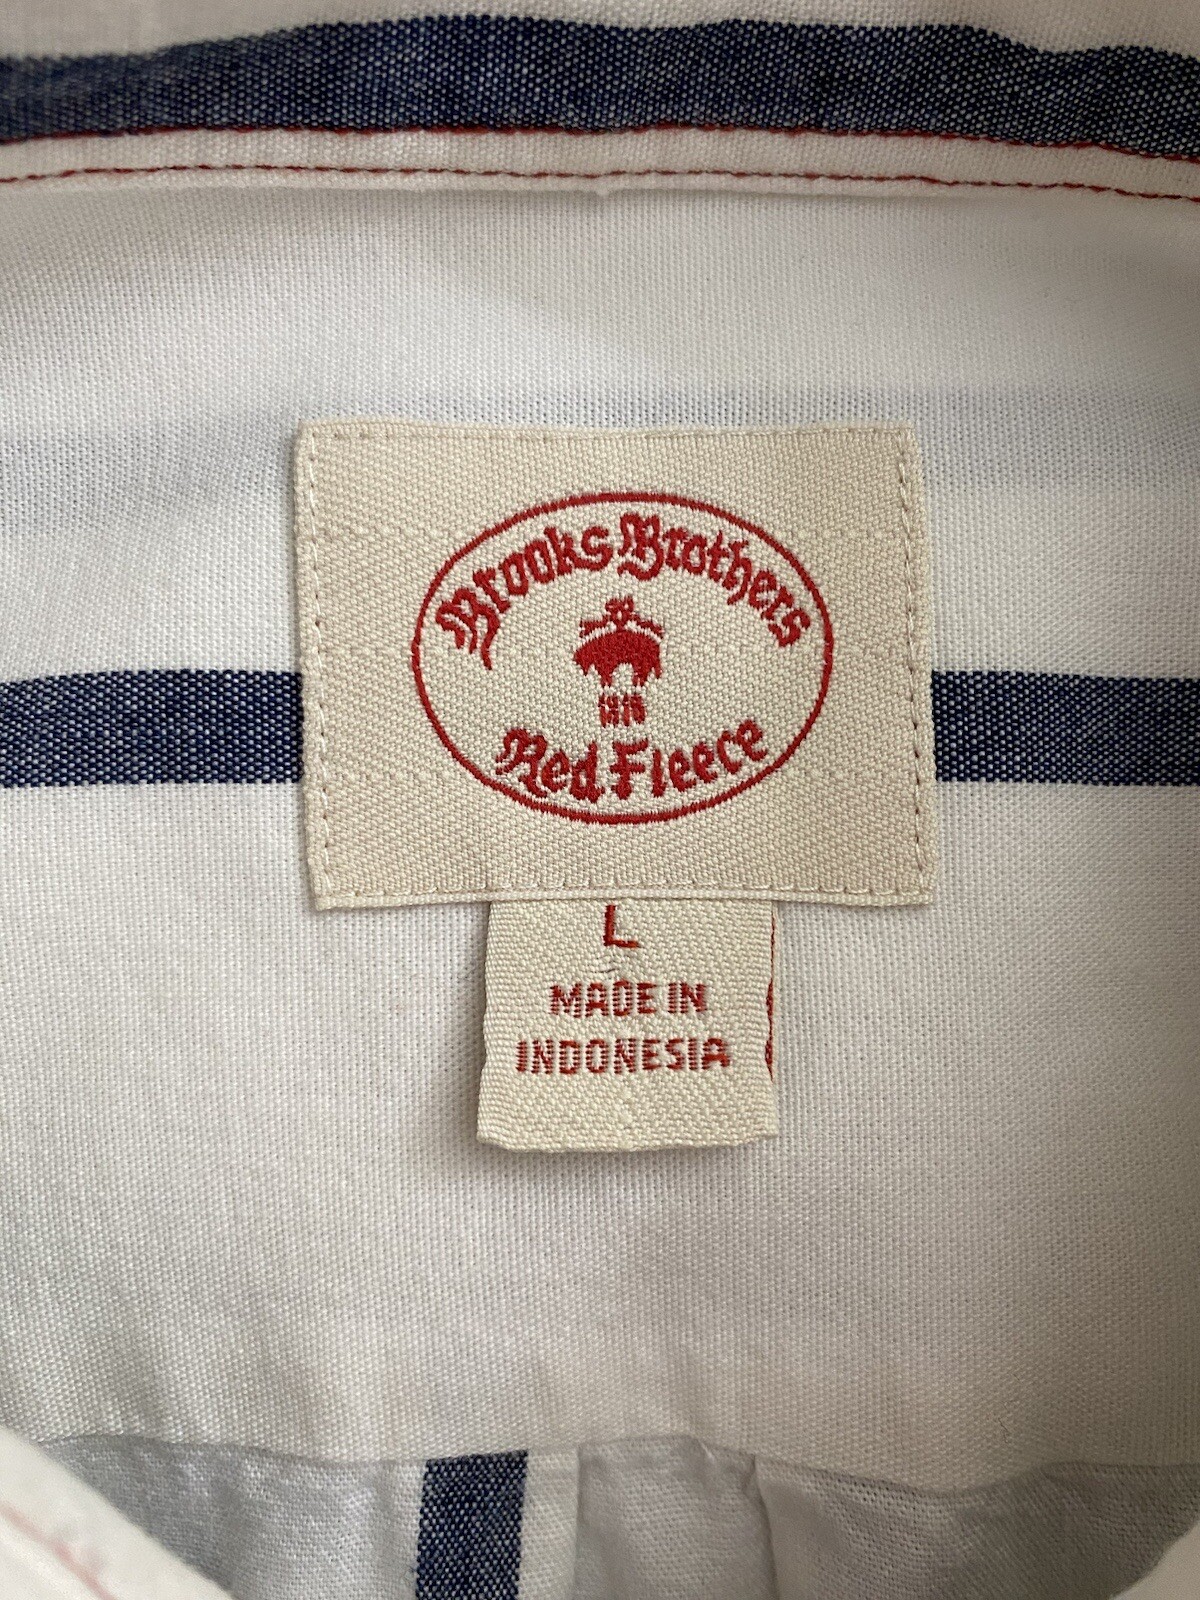 Brooks Brothers
1818
Red Fleece
L
MADE IN
INDONESIA